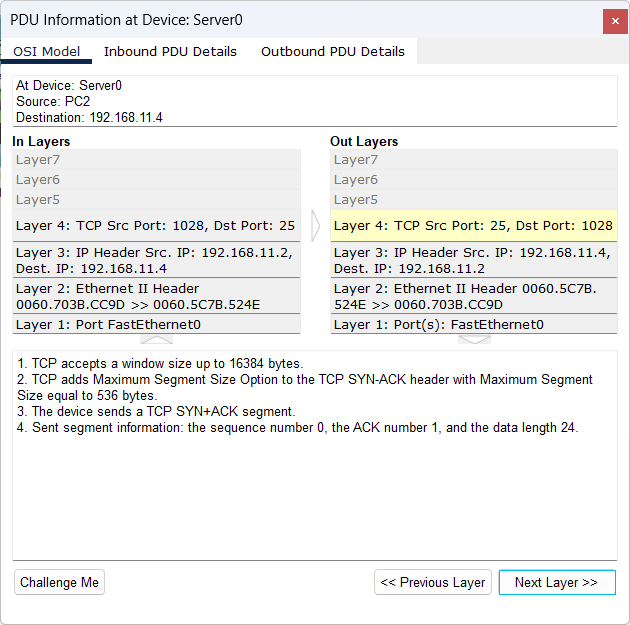 PDU Information at Device: Server0
OSI Model Inbound PDU Details Outbound PDU Details
At Device: Server0
Source: PC2
Destination: 192.168.11.4
In Layers
Layer7
Layer6
Layer5
Layer 4: TCP Src Port: 1028, Dst Port: 25
Layer 3: IP Header Src. IP: 192.168.11.2,
Dest. IP: 192.168.11.4
Layer 2: Ethernet II Header
0060.703B.CC9D >> 0060.5C7B.524E
Layer 1: Port FastEthernet0
Out Layers
Layer7
Layer6
Layer5
Layer 4: TCP Src Port: 25, Dst Port: 1028
Layer 3: IP Header Src. IP: 192.168.11.4,
Dest. IP: 192.168.11.2
Layer 2: Ethernet II Header 0060.5C7B.
524E >> 0060.703B.CC9D
Layer 1: Port(s): FastEthernet0
1. TCP accepts a window size up to 16384 bytes.
2. TCP adds Maximum Segment Size Option to the TCP SYN-ACK header with Maximum Segment
Size equal to 536 bytes.
3. The device sends a TCP SYN+ACK segment.
4. Sent segment information: the sequence number 0, the ACK number 1, and the data length 24.
Challenge Me << Previous Layer Next Layer >>